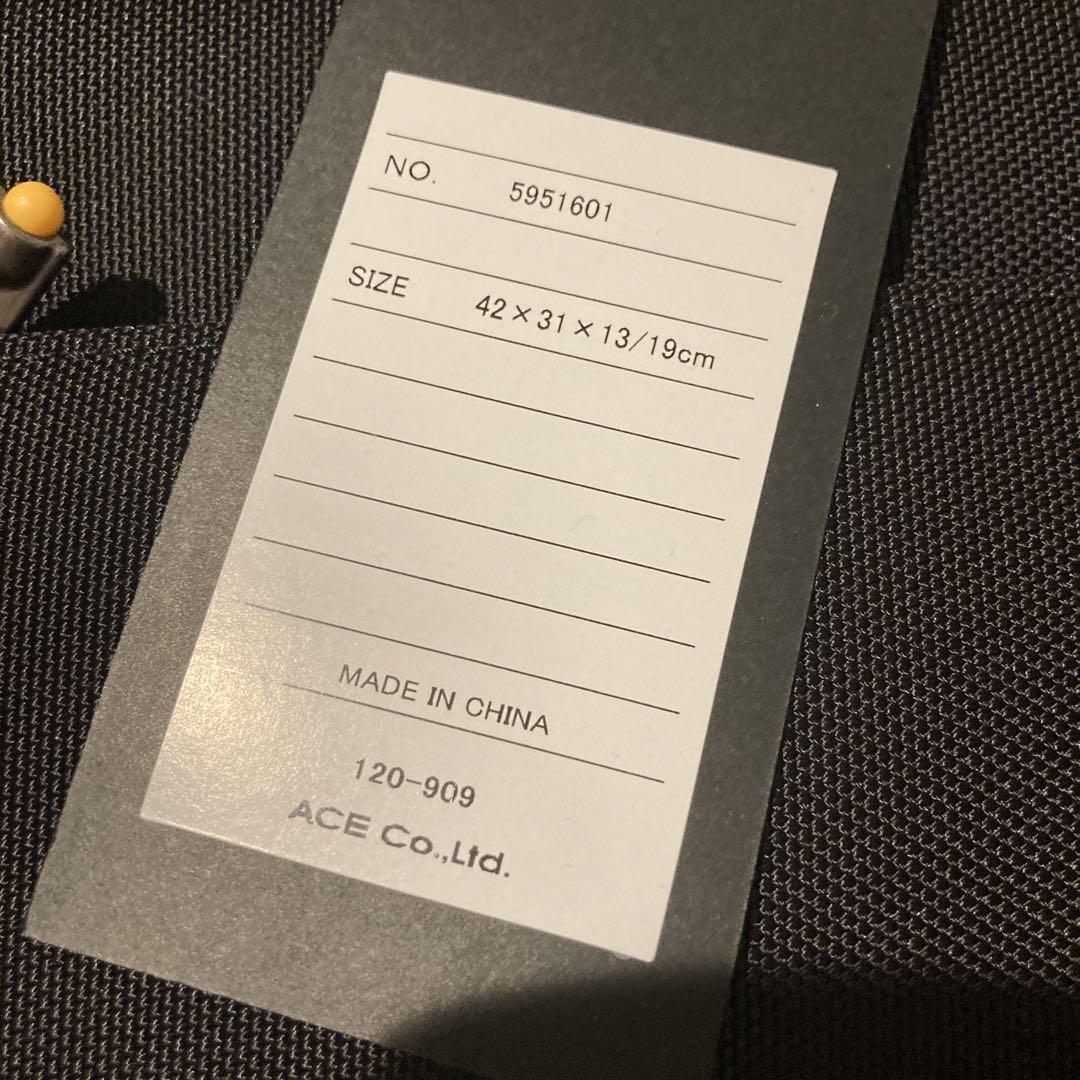 NO. 5951601
SIZE 42×31×13/19cm
MADE IN CHINA
120-909
ACE Co.,Ltd.